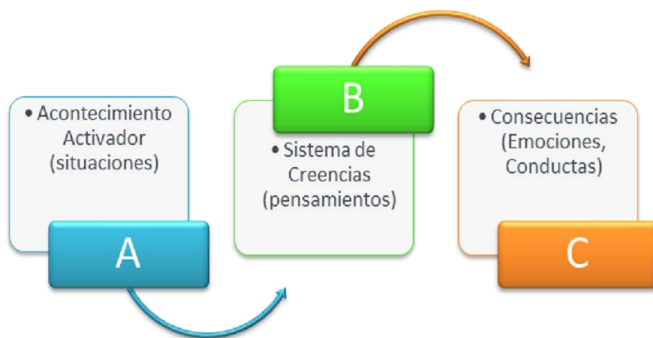 • Acontecimiento
Activador
(situaciones)
A
B
• Sistema de
Creencias
(pensamientos)
• Consecuencias
(Emociones,
Conductas)
C